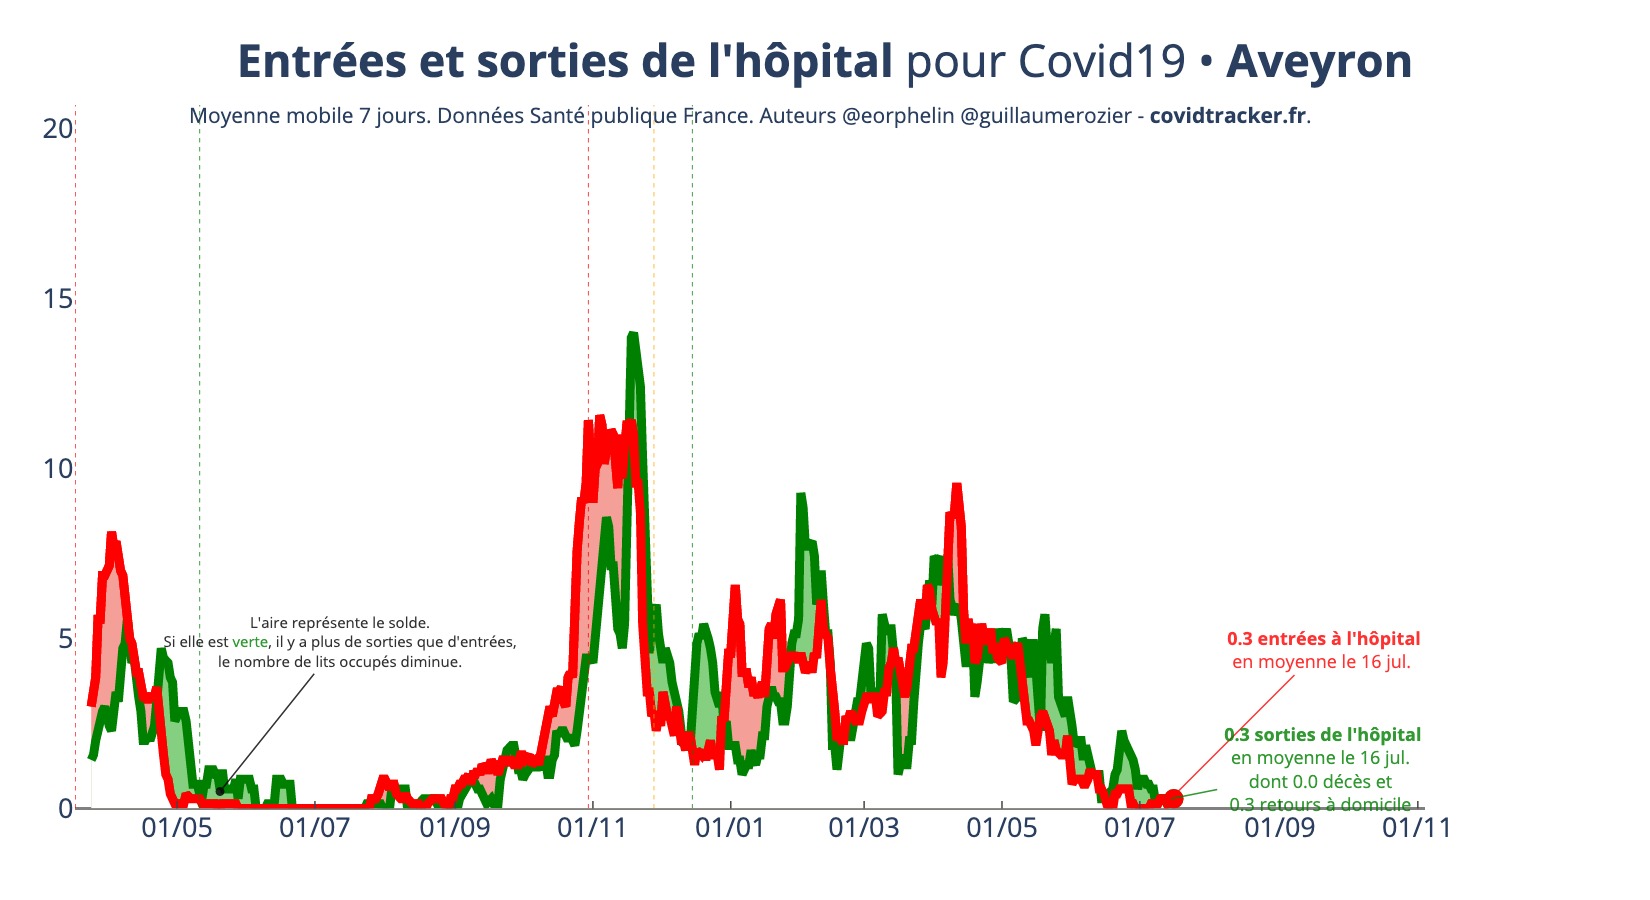 Entrées et sorties de l'hôpital pour Covid19 • Aveyron
Moyenne mobile 7 jours. Données Santé publique France. Auteurs @eorphelin @guillaumerozier - covidtracker.fr.
20
15
10
5
0
L'aire représente le solde.
Si elle est verte, il y a plus de sorties que d'entrées,
le nombre de lits occupés diminue.
0.3 entrées à l'hôpital
en moyenne le 16 jul.
0.3 sorties de l'hôpital
en moyenne le 16 jul.
dont 0.0 décès et
0.3 retours à domicile
01/05 01/07 01/09 01/11 01/01 01/03 01/05 01/07 01/09 01/11